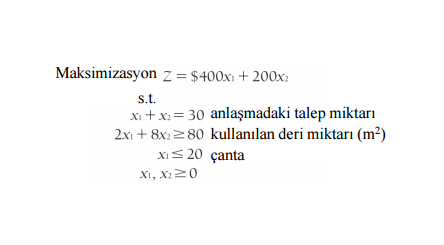 Maksimizasyon Z = $400x₁ + 200x₂
s.t.
x₁ + x₂ = 30 anlaşmadaki talep miktarı
2x₁ + 8x₂ ≥ 80 kullanılan deri miktarı (m²)
x₁ ≤ 20 çanta
x₁, x₂ ≥ 0